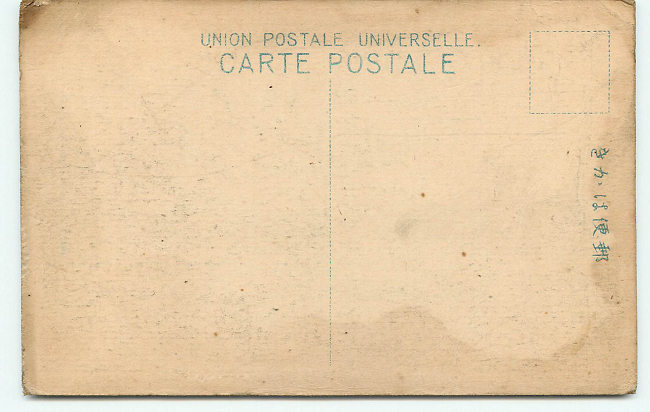 UNION POSTALE UNIVERSELLE.
CARTE POSTALE
きかは便郵